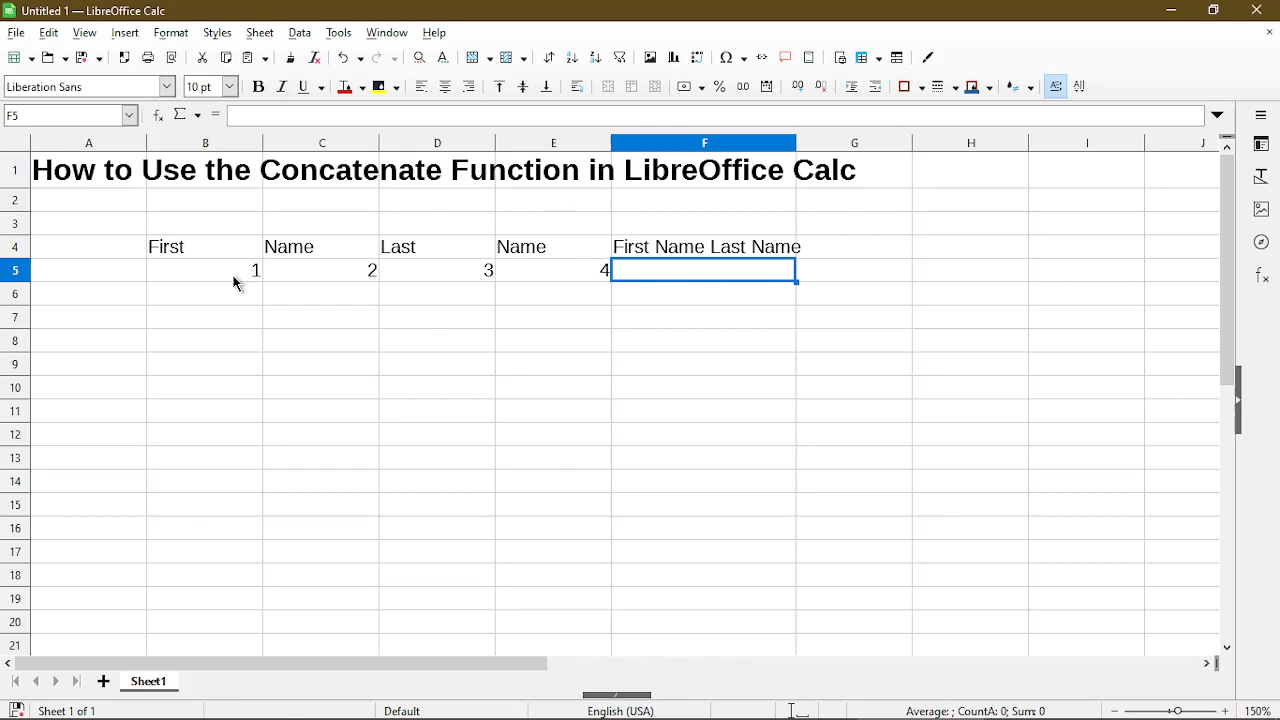 Untitled 1 — LibreOffice Calc
File Edit View Insert Format Styles Sheet Data Tools Window Help
Liberation Sans 10 pt
F5
A B C D E F G H I J
1 How to Use the Concatenate Function in LibreOffice Calc
2
3
4 First Name Last Name First Name Last Name
5 1 2 3 4
6
7
8
9
10
11
12
13
14
15
16
17
18
19
20
21
Sheet1
Sheet 1 of 1 Default English (USA) Average: ; CountA: 0; Sum: 0 150%